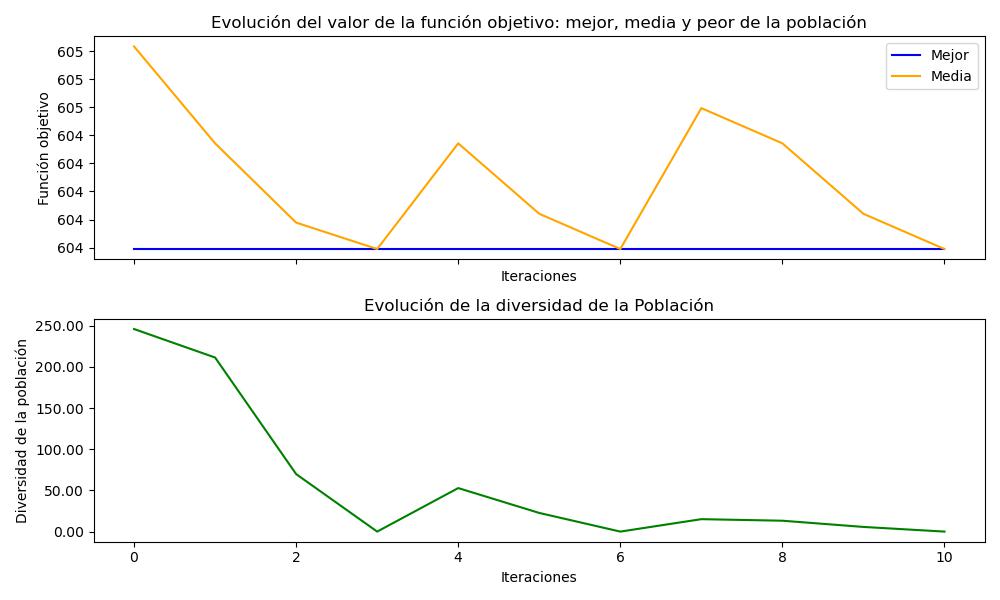 Evolución del valor de la función objetivo: mejor, media y peor de la población
605
605
605
604
604
604
604
604
Función objetivo
Mejor
Media
Iteraciones
Evolución de la diversidad de la Población
250.00
200.00
150.00
100.00
50.00
0.00
Diversidad de la población
0 2 4 6 8 10
Iteraciones